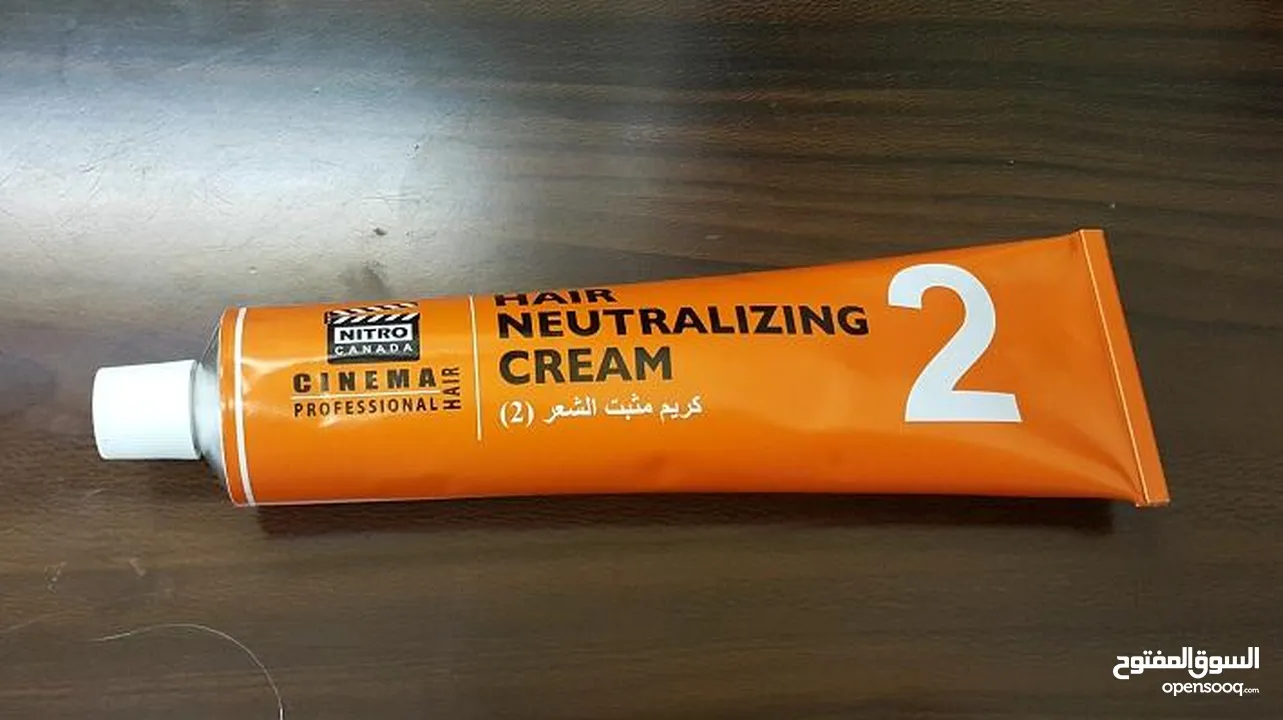 NITRO
CANADA
CINEMA
PROFESSIONAL
HAIR
HAIR
NEUTRALIZING
CREAM
كريم مثبت الشعر (2)
2
السوق المفتوح
opensooq.com